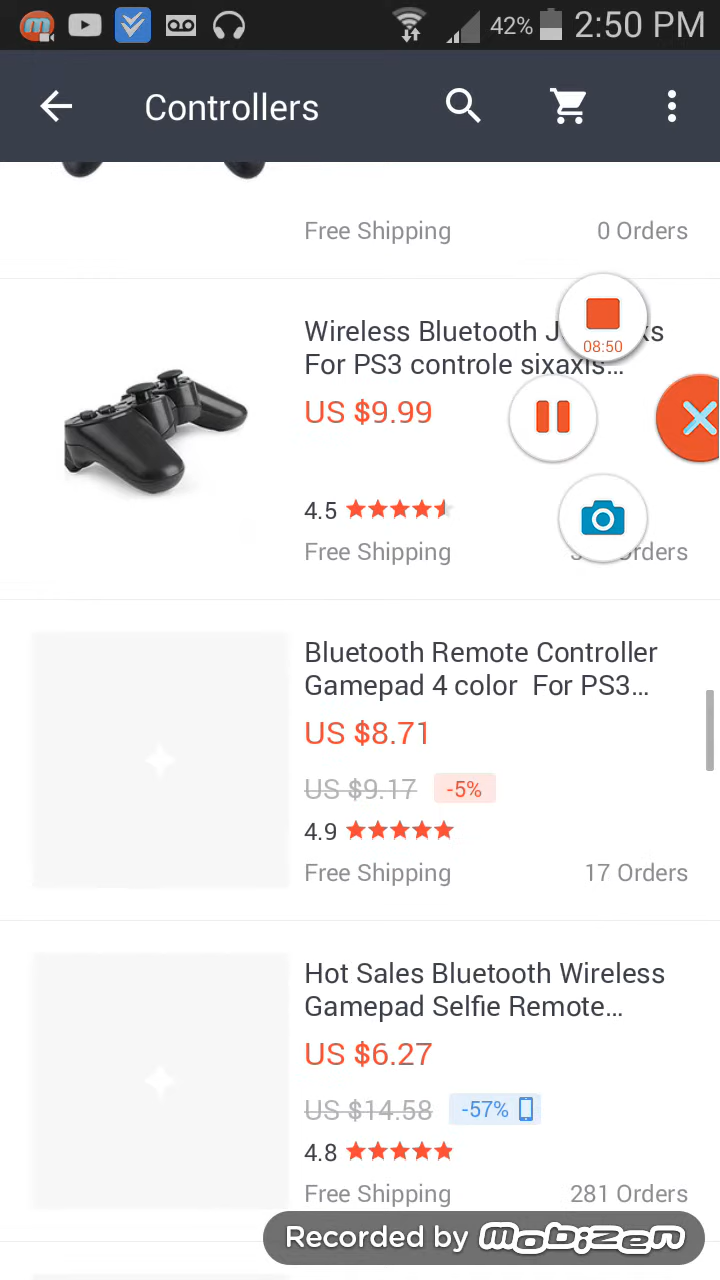 42% 2:50 PM
Controllers
Free Shipping 0 Orders
Wireless Bluetooth
For PS3 controle sixaxis...
US $9.99
08:50
4.5
Free Shipping
Bluetooth Remote Controller
Gamepad 4 color For PS3...
US $8.71
US $9.17 -5%
4.9
Free Shipping 17 Orders
Hot Sales Bluetooth Wireless
Gamepad Selfie Remote...
US $6.27
US $14.58 -57%
4.8
Free Shipping 281 Orders
Recorded by mobizen